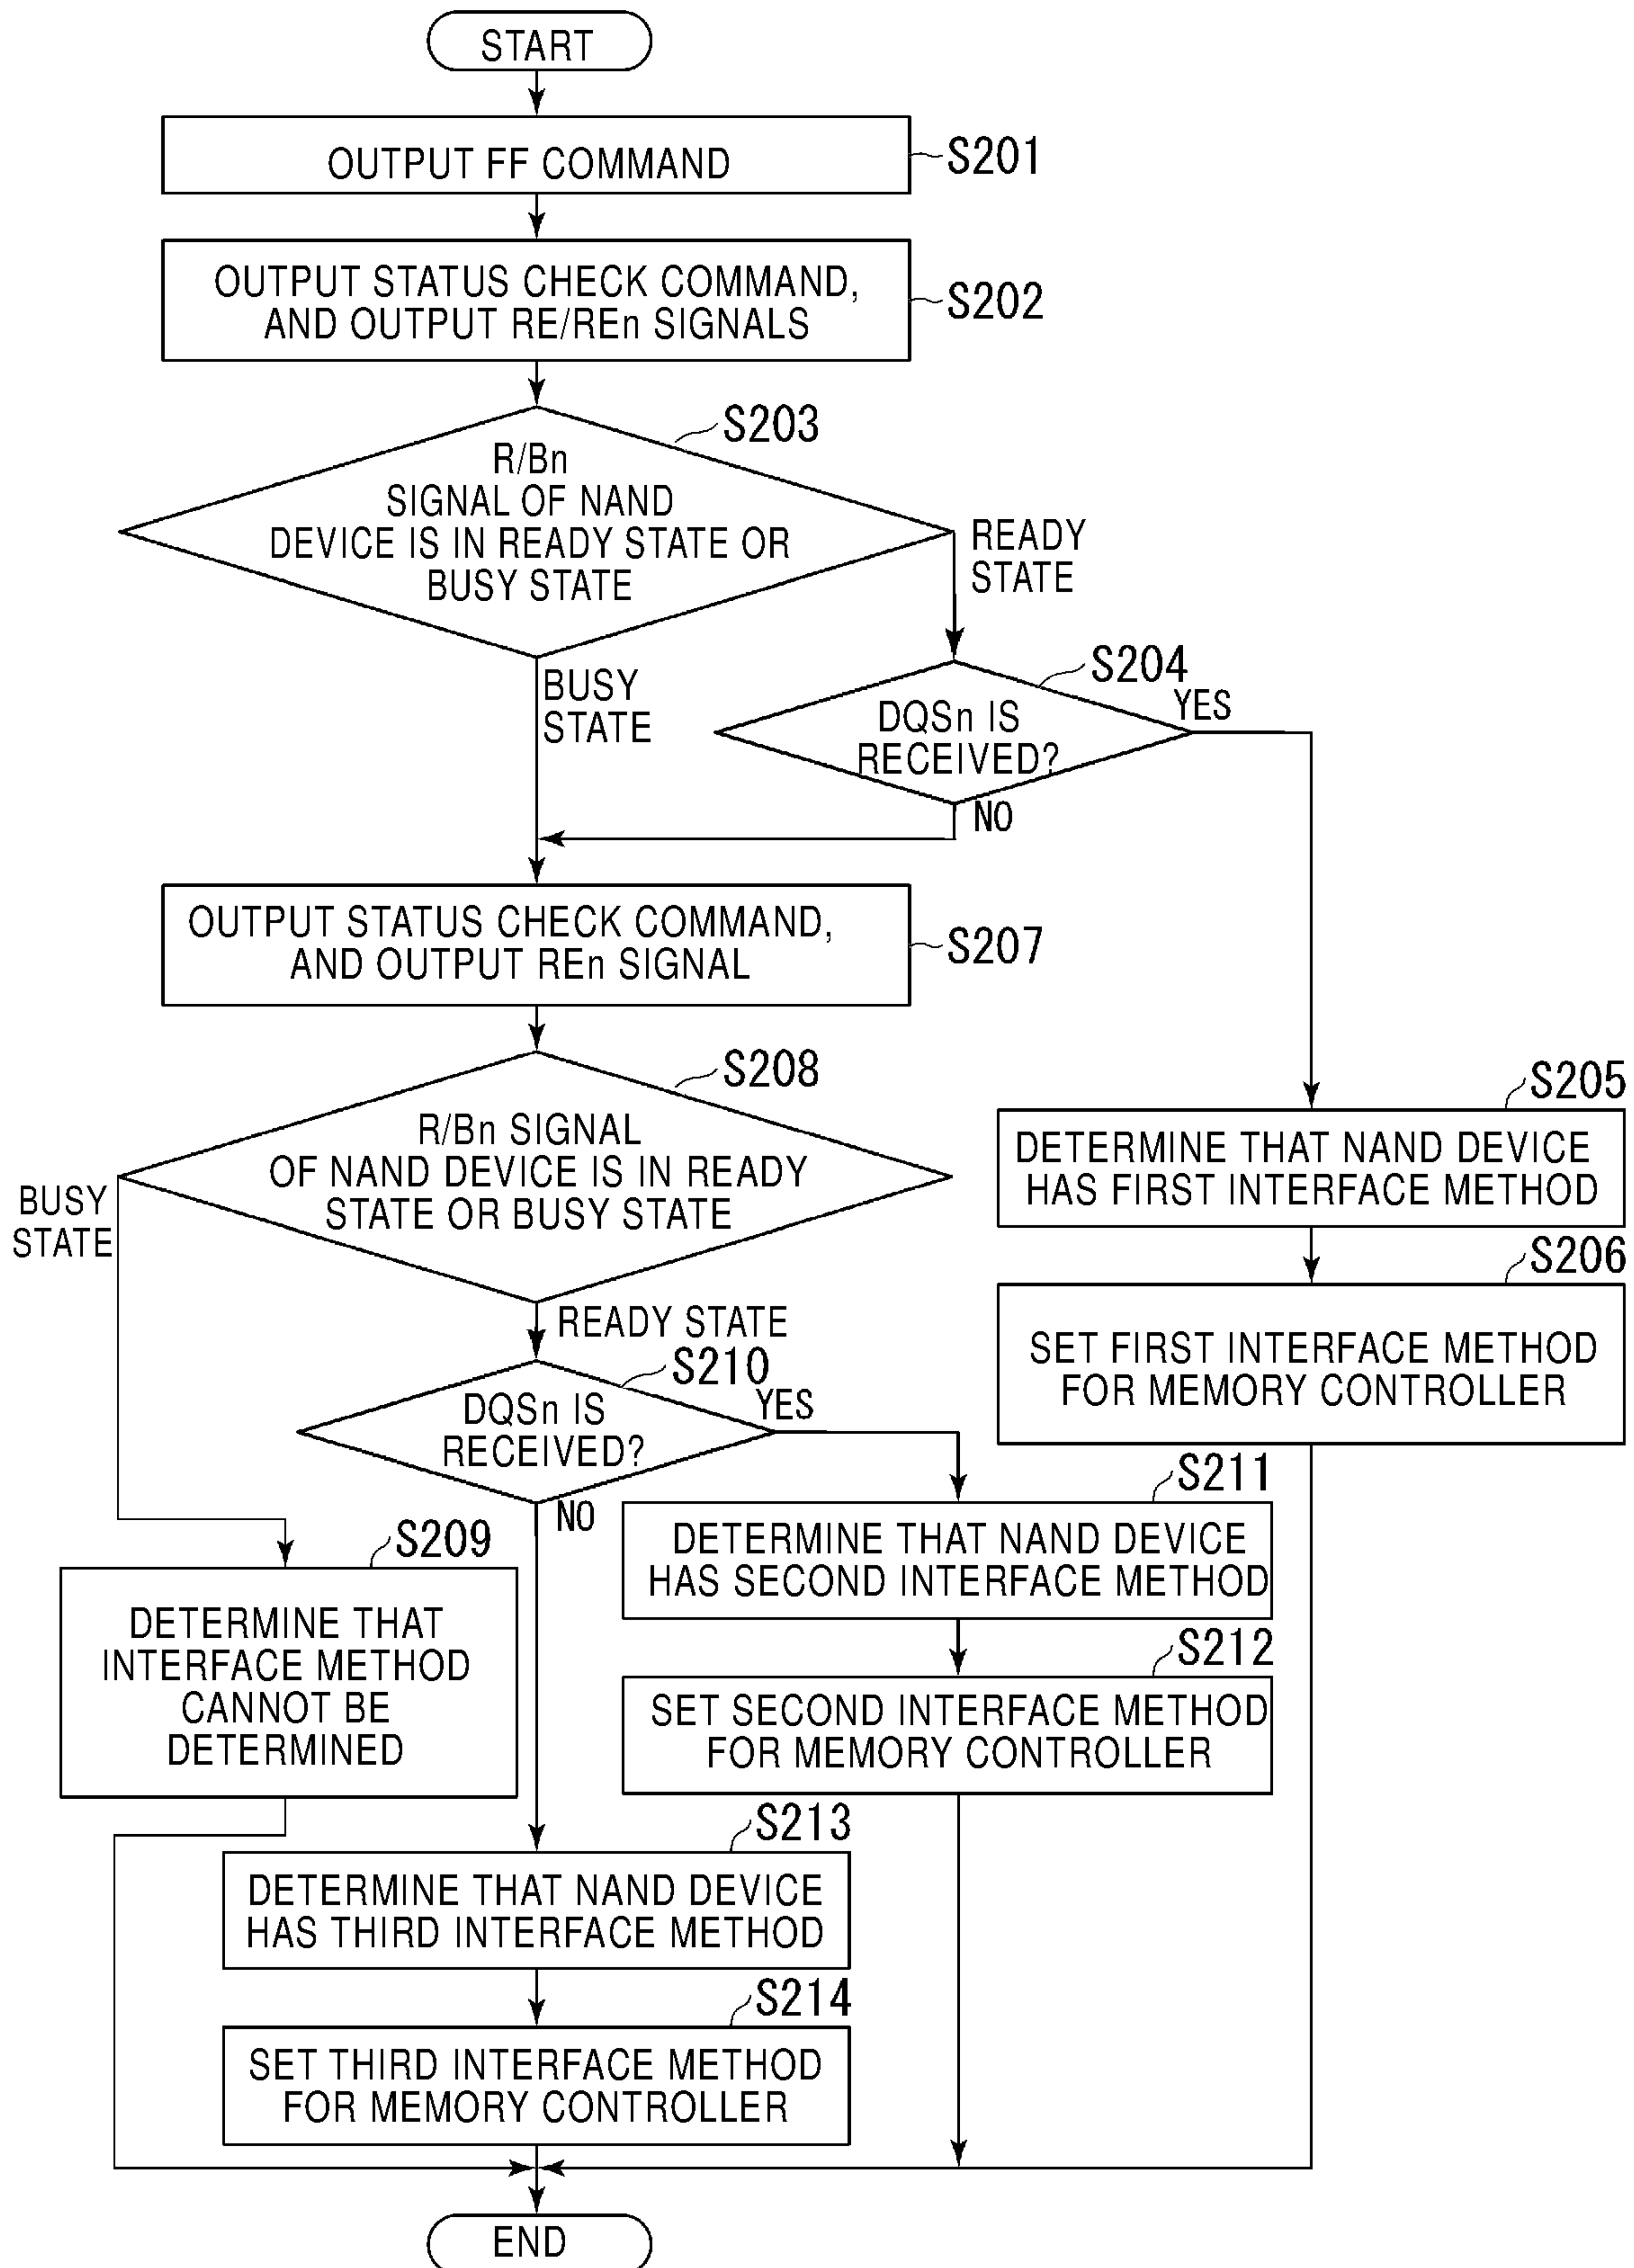 START
OUTPUT FF COMMAND
S201
OUTPUT STATUS CHECK COMMAND,
AND OUTPUT RE/REn SIGNALS
S202
S203
R/Bn
SIGNAL OF NAND
DEVICE IS IN READY STATE OR
BUSY STATE
READY
STATE
BUSY
STATE
S204
DQSn IS
RECEIVED?
YES
NO
OUTPUT STATUS CHECK COMMAND,
AND OUTPUT REn SIGNAL
S207
S208
R/Bn SIGNAL
OF NAND DEVICE IS IN READY
STATE OR BUSY STATE
BUSY
STATE
READY STATE
S205
DETERMINE THAT NAND DEVICE
HAS FIRST INTERFACE METHOD
S206
SET FIRST INTERFACE METHOD
FOR MEMORY CONTROLLER
S210
DQSn IS
RECEIVED?
YES
NO
S211
DETERMINE THAT NAND DEVICE
HAS SECOND INTERFACE METHOD
S209
DETERMINE THAT
INTERFACE METHOD
CANNOT BE
DETERMINED
S212
SET SECOND INTERFACE METHOD
FOR MEMORY CONTROLLER
S213
DETERMINE THAT NAND DEVICE
HAS THIRD INTERFACE METHOD
S214
SET THIRD INTERFACE METHOD
FOR MEMORY CONTROLLER
END